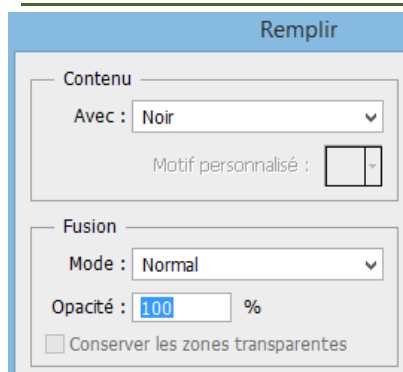 Remplir
Contenu
Avec : Noir
Motif personnalisé :
Fusion
Mode : Normal
Opacité : 100 %
Conserver les zones transparentes